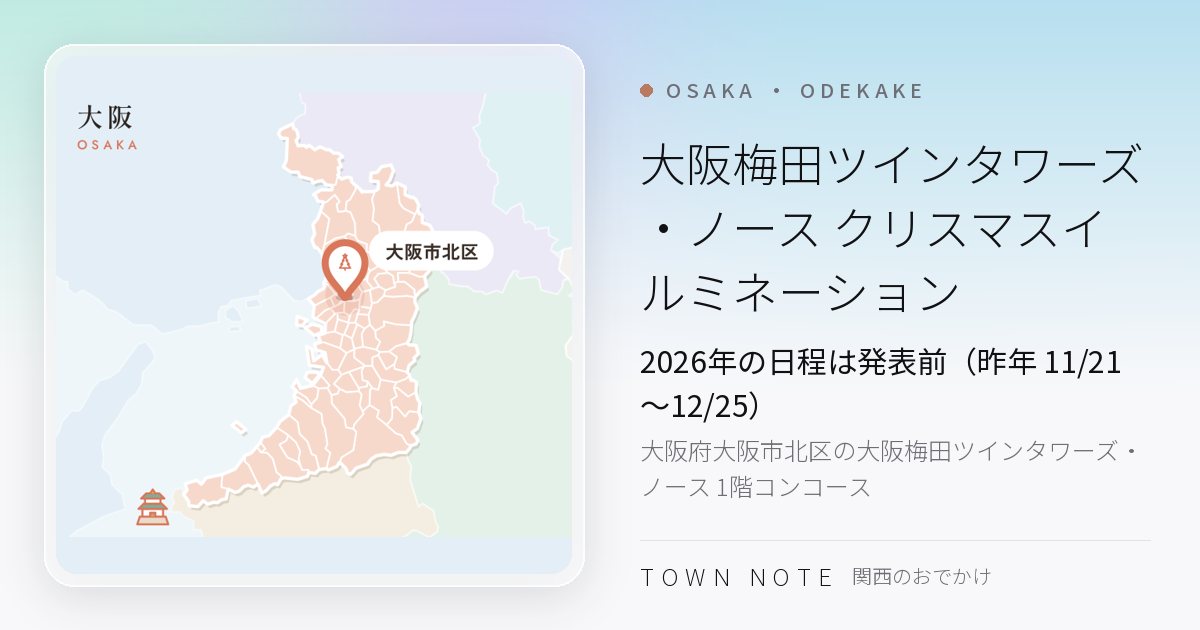 大阪
OSAKA
大阪市北区
OSAKA ・ ODEKAKE
大阪梅田ツインタワーズ
・ノース クリスマスイ
ルミネーション
2026年の日程は発表前（昨年 11/21
〜12/25）
大阪府大阪市北区の大阪梅田ツインタワーズ・
ノース 1階コンコース
TOWN NOTE 関西のおでかけ